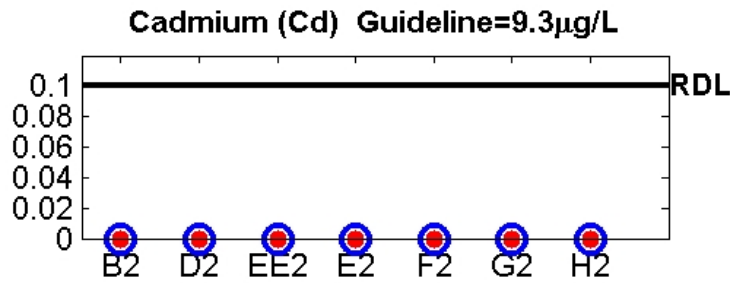 Cadmium (Cd) Guideline=9.3μg/L
0.1
RDL
0.08
0.06
0.04
0.02
0
B2 D2 EE2 E2 F2 G2 H2